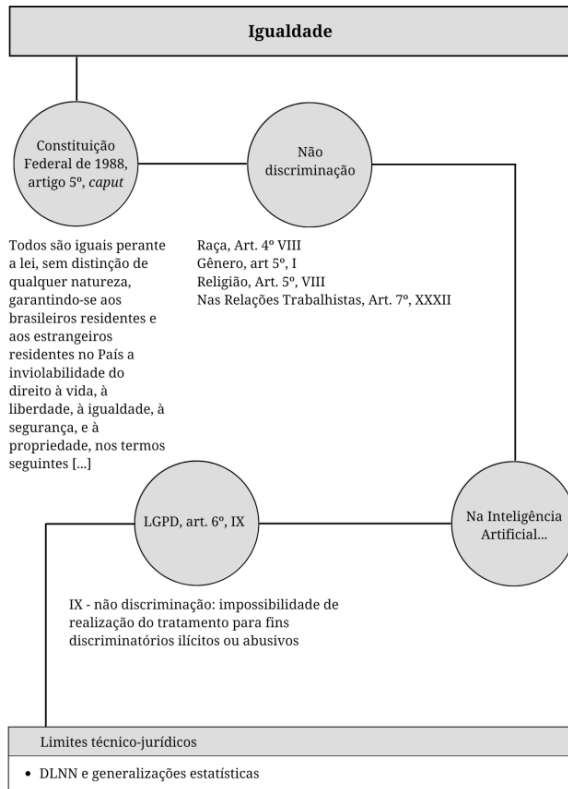 Igualdade
Constituição
Federal de 1988,
artigo 5º, caput
Não
discriminação
Todos são iguais perante
a lei, sem distinção de
qualquer natureza,
garantindo-se aos
brasileiros residentes e
aos estrangeiros
residentes no País a
inviolabilidade do
direito à vida, à
liberdade, à igualdade, à
segurança, e à
propriedade, nos termos
seguintes [...]
Raça, Art. 4º VIII
Gênero, art 5º, I
Religião, Art. 5º, VIII
Nas Relações Trabalhistas, Art. 7º, XXXII
Na Inteligência
Artificial...
LGPD, art. 6º, IX
IX - não discriminação: impossibilidade de
realização do tratamento para fins
discriminatórios ilícitos ou abusivos
Limites técnico-jurídicos
• DLNN e generalizações estatísticas